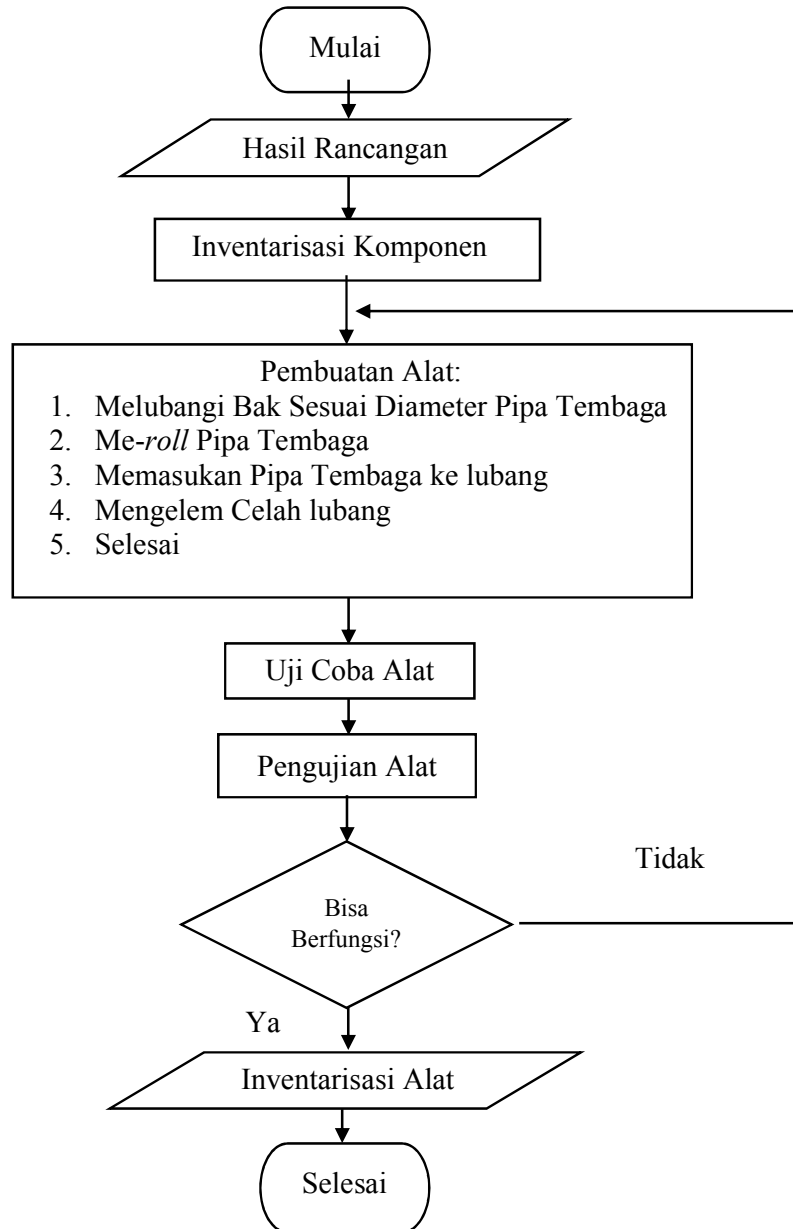 Mulai
Hasil Rancangan
Inventarisasi Komponen
Pembuatan Alat:
1. Melubangi Bak Sesuai Diameter Pipa Tembaga
2. Me-roll Pipa Tembaga
3. Memasukan Pipa Tembaga ke lubang
4. Mengelem Celah lubang
5. Selesai
Uji Coba Alat
Pengujian Alat
Bisa
Berfungsi?
Tidak
Ya
Inventarisasi Alat
Selesai